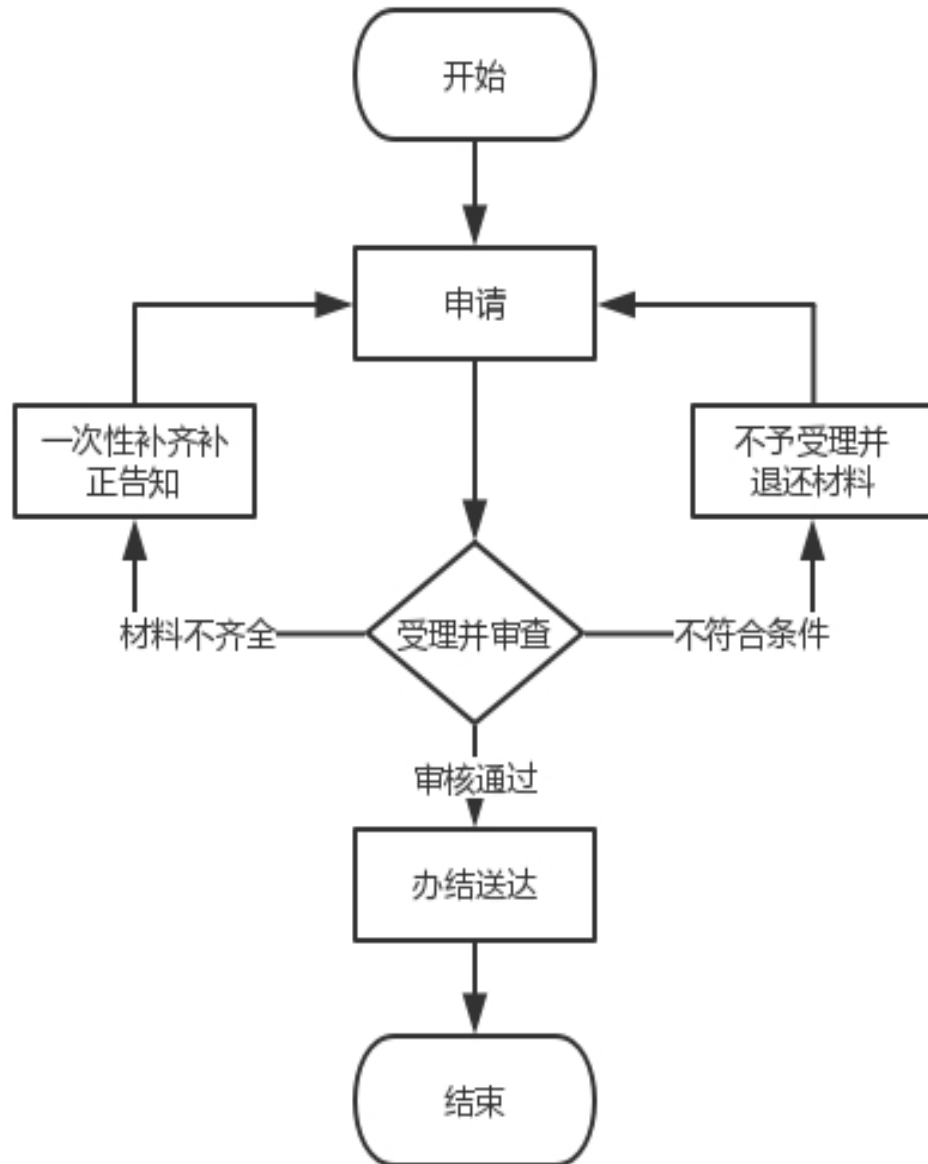 开始
申请
一次性补齐补
正告知
不予受理并
退还材料
材料不齐全
受理并审查
不符合条件
审核通过
办结送达
结束